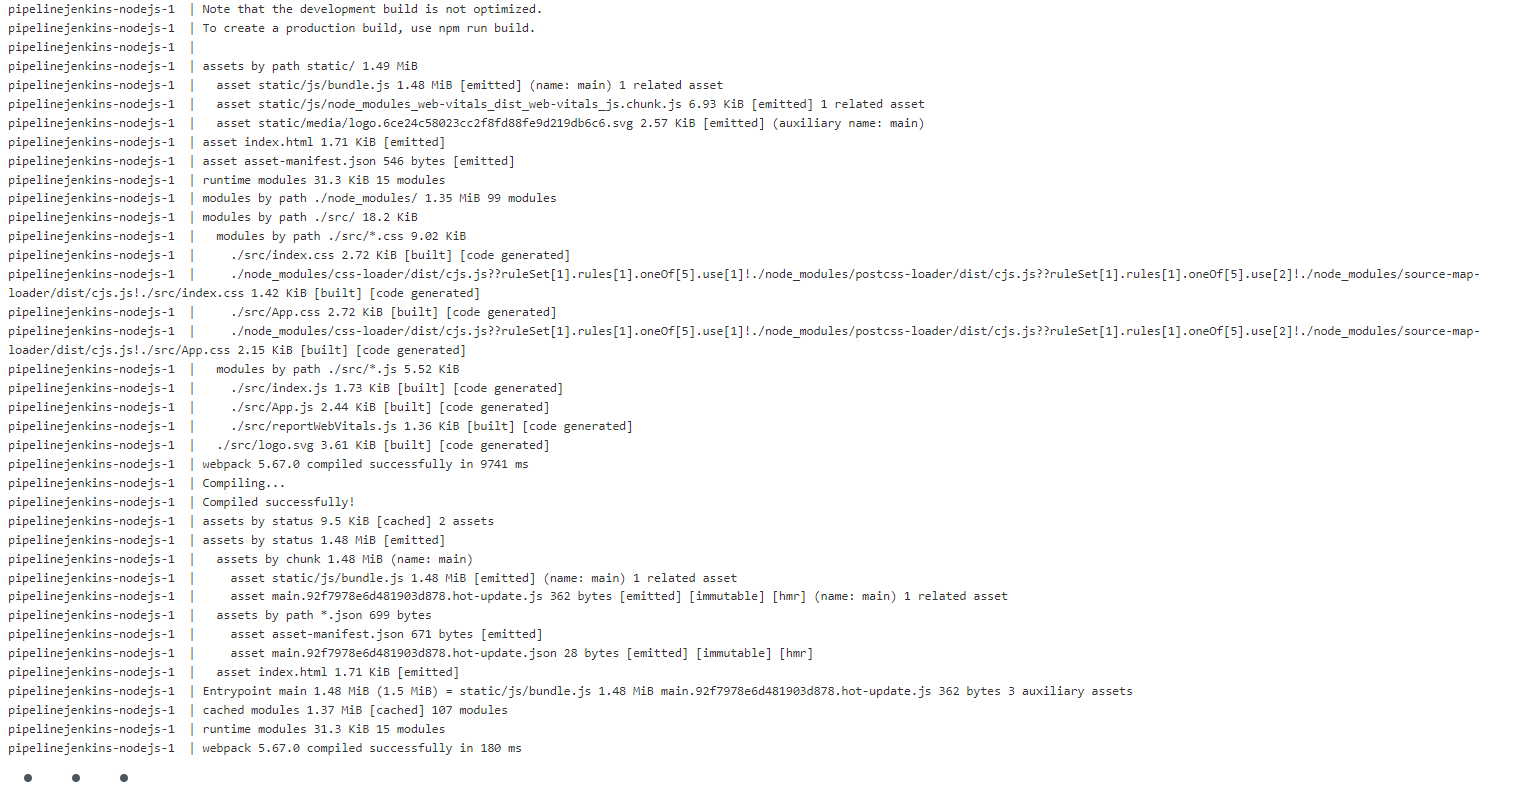 pipelinejenkins-nodejs-1  | Note that the development build is not optimized.
pipelinejenkins-nodejs-1  | To create a production build, use npm run build.
pipelinejenkins-nodejs-1  |
pipelinejenkins-nodejs-1  | assets by path static/ 1.49 MiB
pipelinejenkins-nodejs-1  |   asset static/js/bundle.js 1.48 MiB [emitted] (name: main) 1 related asset
pipelinejenkins-nodejs-1  |   asset static/js/node_modules_web-vitals_dist_web-vitals_js.chunk.js 6.93 KiB [emitted] 1 related asset
pipelinejenkins-nodejs-1  |   asset static/media/logo.6ce24c58023cc2f8fd88fe9d219db6c6.svg 2.57 KiB [emitted] (auxiliary name: main)
pipelinejenkins-nodejs-1  | asset index.html 1.71 KiB [emitted]
pipelinejenkins-nodejs-1  | asset asset-manifest.json 546 bytes [emitted]
pipelinejenkins-nodejs-1  | runtime modules 31.3 KiB 15 modules
pipelinejenkins-nodejs-1  | modules by path ./node_modules/ 1.35 MiB 99 modules
pipelinejenkins-nodejs-1  | modules by path ./src/ 18.2 KiB
pipelinejenkins-nodejs-1  |   modules by path ./src/*.css 9.02 KiB
pipelinejenkins-nodejs-1  |     ./src/index.css 2.72 KiB [built] [code generated]
pipelinejenkins-nodejs-1  |     ./node_modules/css-loader/dist/cjs.js??ruleSet[1].rules[1].oneOf[5].use[1]!./node_modules/postcss-loader/dist/cjs.js??ruleSet[1].rules[1].oneOf[5].use[2]!./node_modules/source-map-
loader/dist/cjs.js!./src/index.css 1.42 KiB [built] [code generated]
pipelinejenkins-nodejs-1  |     ./src/App.css 2.72 KiB [built] [code generated]
pipelinejenkins-nodejs-1  |     ./node_modules/css-loader/dist/cjs.js??ruleSet[1].rules[1].oneOf[5].use[1]!./node_modules/postcss-loader/dist/cjs.js??ruleSet[1].rules[1].oneOf[5].use[2]!./node_modules/source-map-
loader/dist/cjs.js!./src/App.css 2.15 KiB [built] [code generated]
pipelinejenkins-nodejs-1  |   modules by path ./src/*.js 5.52 KiB
pipelinejenkins-nodejs-1  |     ./src/index.js 1.73 KiB [built] [code generated]
pipelinejenkins-nodejs-1  |     ./src/App.js 2.44 KiB [built] [code generated]
pipelinejenkins-nodejs-1  |     ./src/reportWebVitals.js 1.36 KiB [built] [code generated]
pipelinejenkins-nodejs-1  |   ./src/logo.svg 3.61 KiB [built] [code generated]
pipelinejenkins-nodejs-1  | webpack 5.67.0 compiled successfully in 9741 ms
pipelinejenkins-nodejs-1  | Compiling...
pipelinejenkins-nodejs-1  | Compiled successfully!
pipelinejenkins-nodejs-1  | assets by status 9.5 KiB [cached] 2 assets
pipelinejenkins-nodejs-1  | assets by status 1.48 MiB [emitted]
pipelinejenkins-nodejs-1  |   assets by chunk 1.48 MiB (name: main)
pipelinejenkins-nodejs-1  |     asset static/js/bundle.js 1.48 MiB [emitted] (name: main) 1 related asset
pipelinejenkins-nodejs-1  |     asset main.92f7978e6d481903d878.hot-update.js 362 bytes [emitted] [immutable] [hmr] (name: main) 1 related asset
pipelinejenkins-nodejs-1  |   assets by path *.json 699 bytes
pipelinejenkins-nodejs-1  |     asset asset-manifest.json 671 bytes [emitted]
pipelinejenkins-nodejs-1  |     asset main.92f7978e6d481903d878.hot-update.json 28 bytes [emitted] [immutable] [hmr]
pipelinejenkins-nodejs-1  |   asset index.html 1.71 KiB [emitted]
pipelinejenkins-nodejs-1  | Entrypoint main 1.48 MiB (1.5 MiB) = static/js/bundle.js 1.48 MiB main.92f7978e6d481903d878.hot-update.js 362 bytes 3 auxiliary assets
pipelinejenkins-nodejs-1  | cached modules 1.37 MiB [cached] 107 modules
pipelinejenkins-nodejs-1  | runtime modules 31.3 KiB 15 modules
pipelinejenkins-nodejs-1  | webpack 5.67.0 compiled successfully in 180 ms